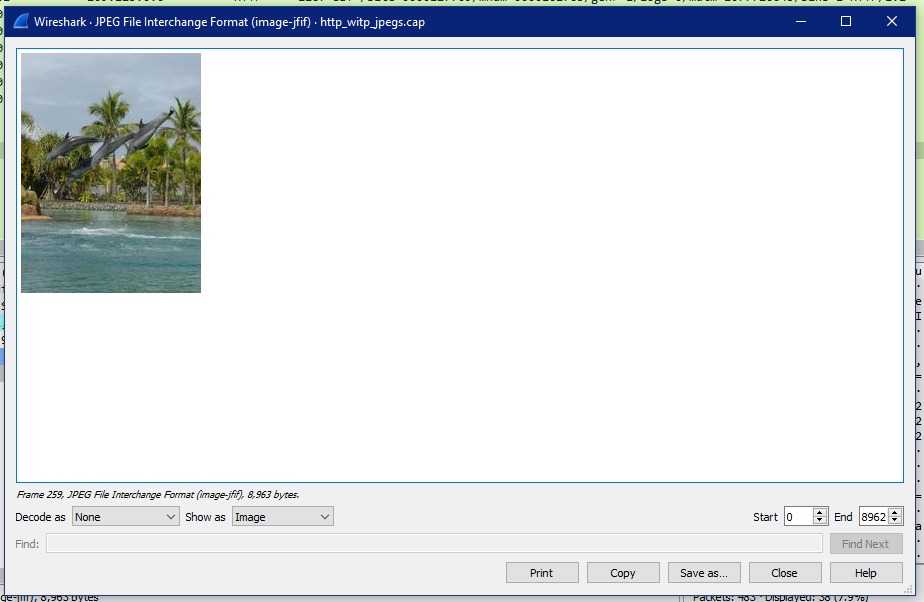 Wireshark · JPEG File Interchange Format (image-jfif) · http_witp_jpegs.cap
Frame 259, JPEG File Interchange Format (image-jfif), 8,963 bytes.
Decode as None Show as Image Start 0 End 8962
Find: Find Next
Print Copy Save as... Close Help
ge-jfif), 8,963 bytes Packets: 483 · Displayed: 38 (7.9%)